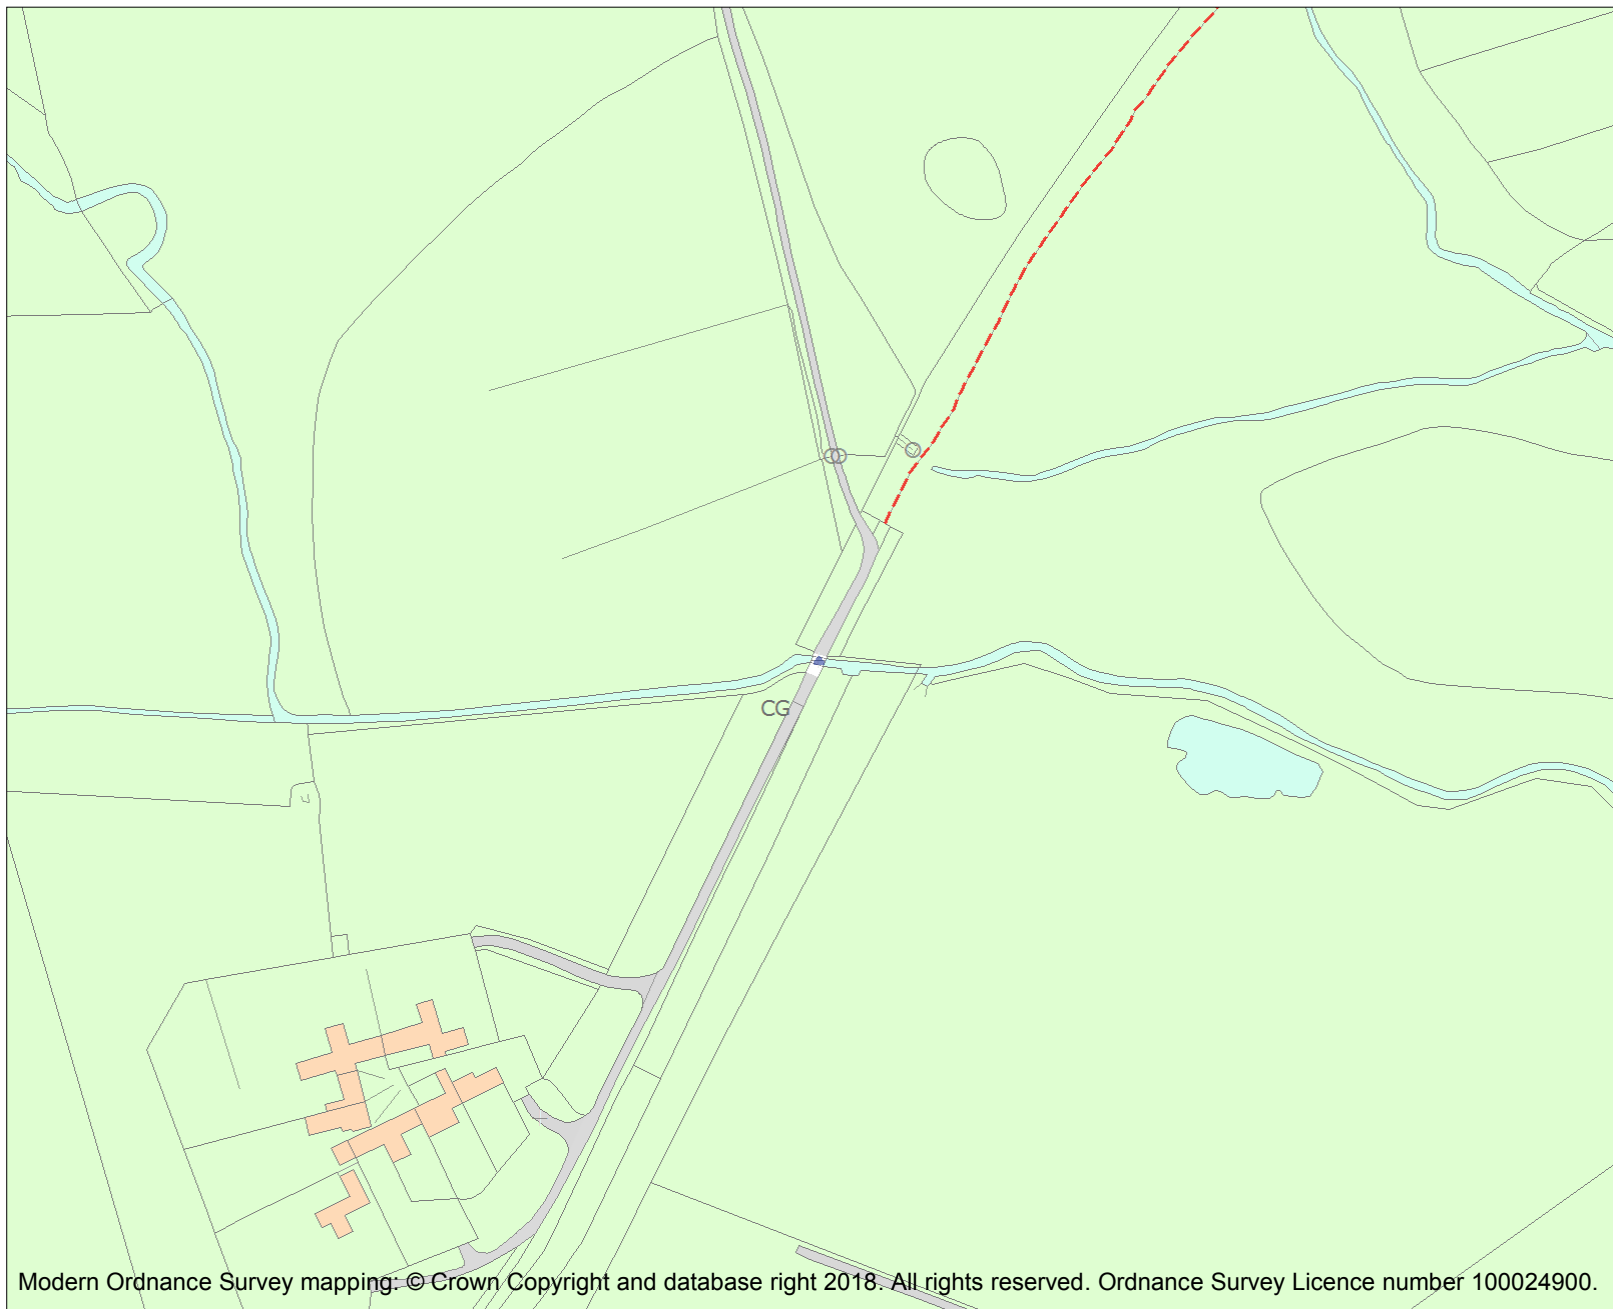 CG
Modern Ordnance Survey mapping: © Crown Copyright and database right 2018. All rights reserved. Ordnance Survey Licence number 100024900.